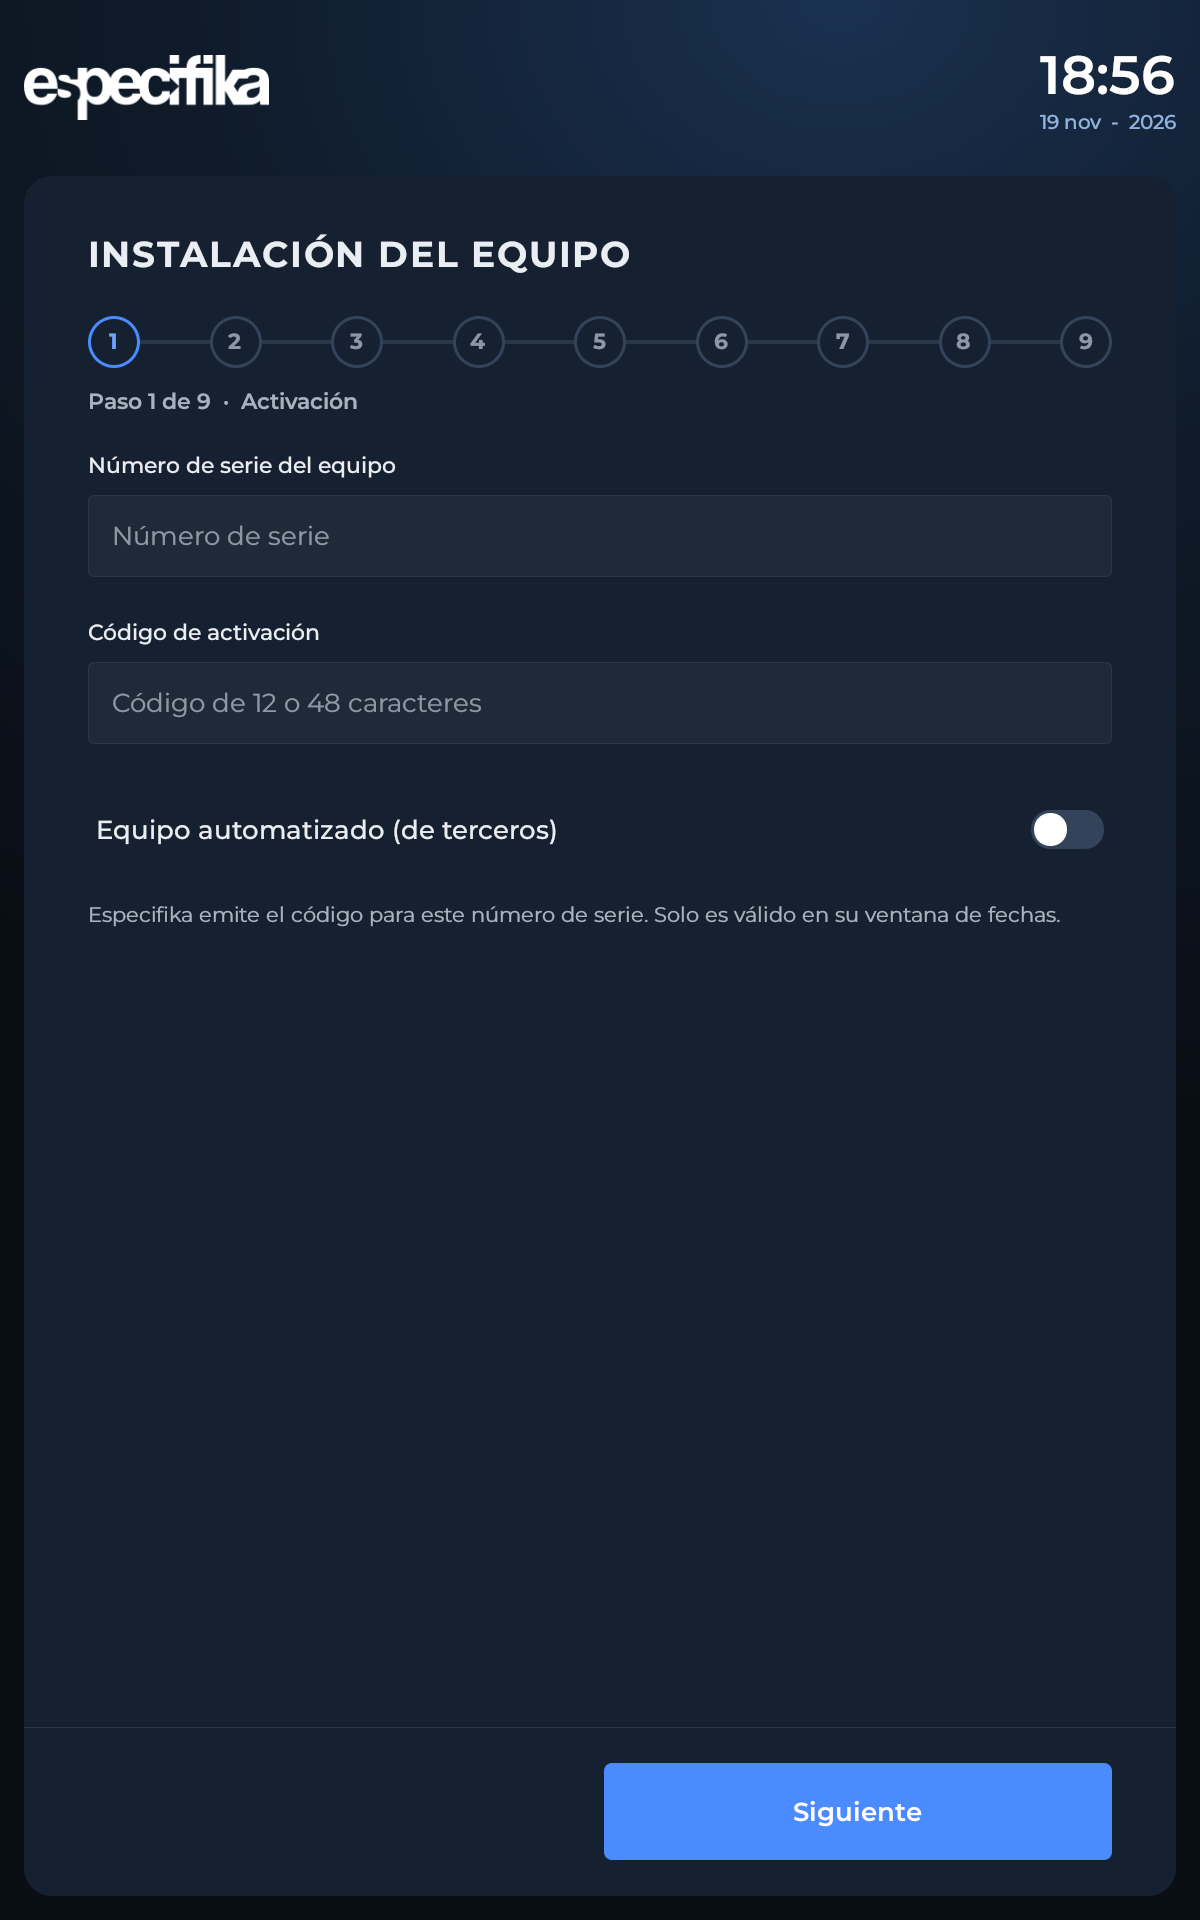 especifika
18:56
19 nov - 2026
INSTALACIÓN DEL EQUIPO
1 2 3 4 5 6 7 8 9
Paso 1 de 9 · Activación
Número de serie del equipo
Número de serie
Código de activación
Código de 12 o 48 caracteres
Equipo automatizado (de terceros)
Especifika emite el código para este número de serie. Solo es válido en su ventana de fechas.
Siguiente